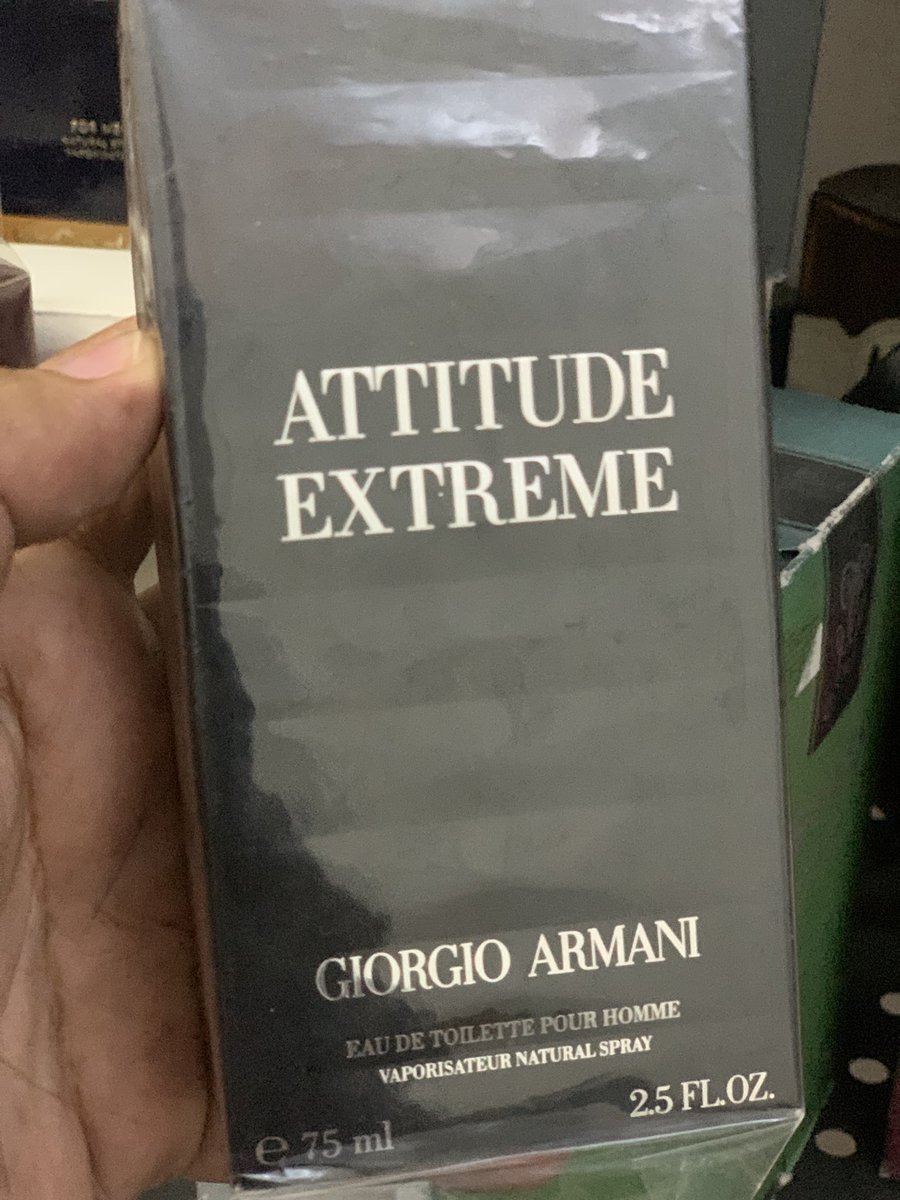 ATTITUDE
EXTREME
GIORGIO ARMANI
EAU DE TOILETTE POUR HOMME
VAPORISATEUR NATURAL SPRAY
2.5 FL.OZ.
e 75 ml